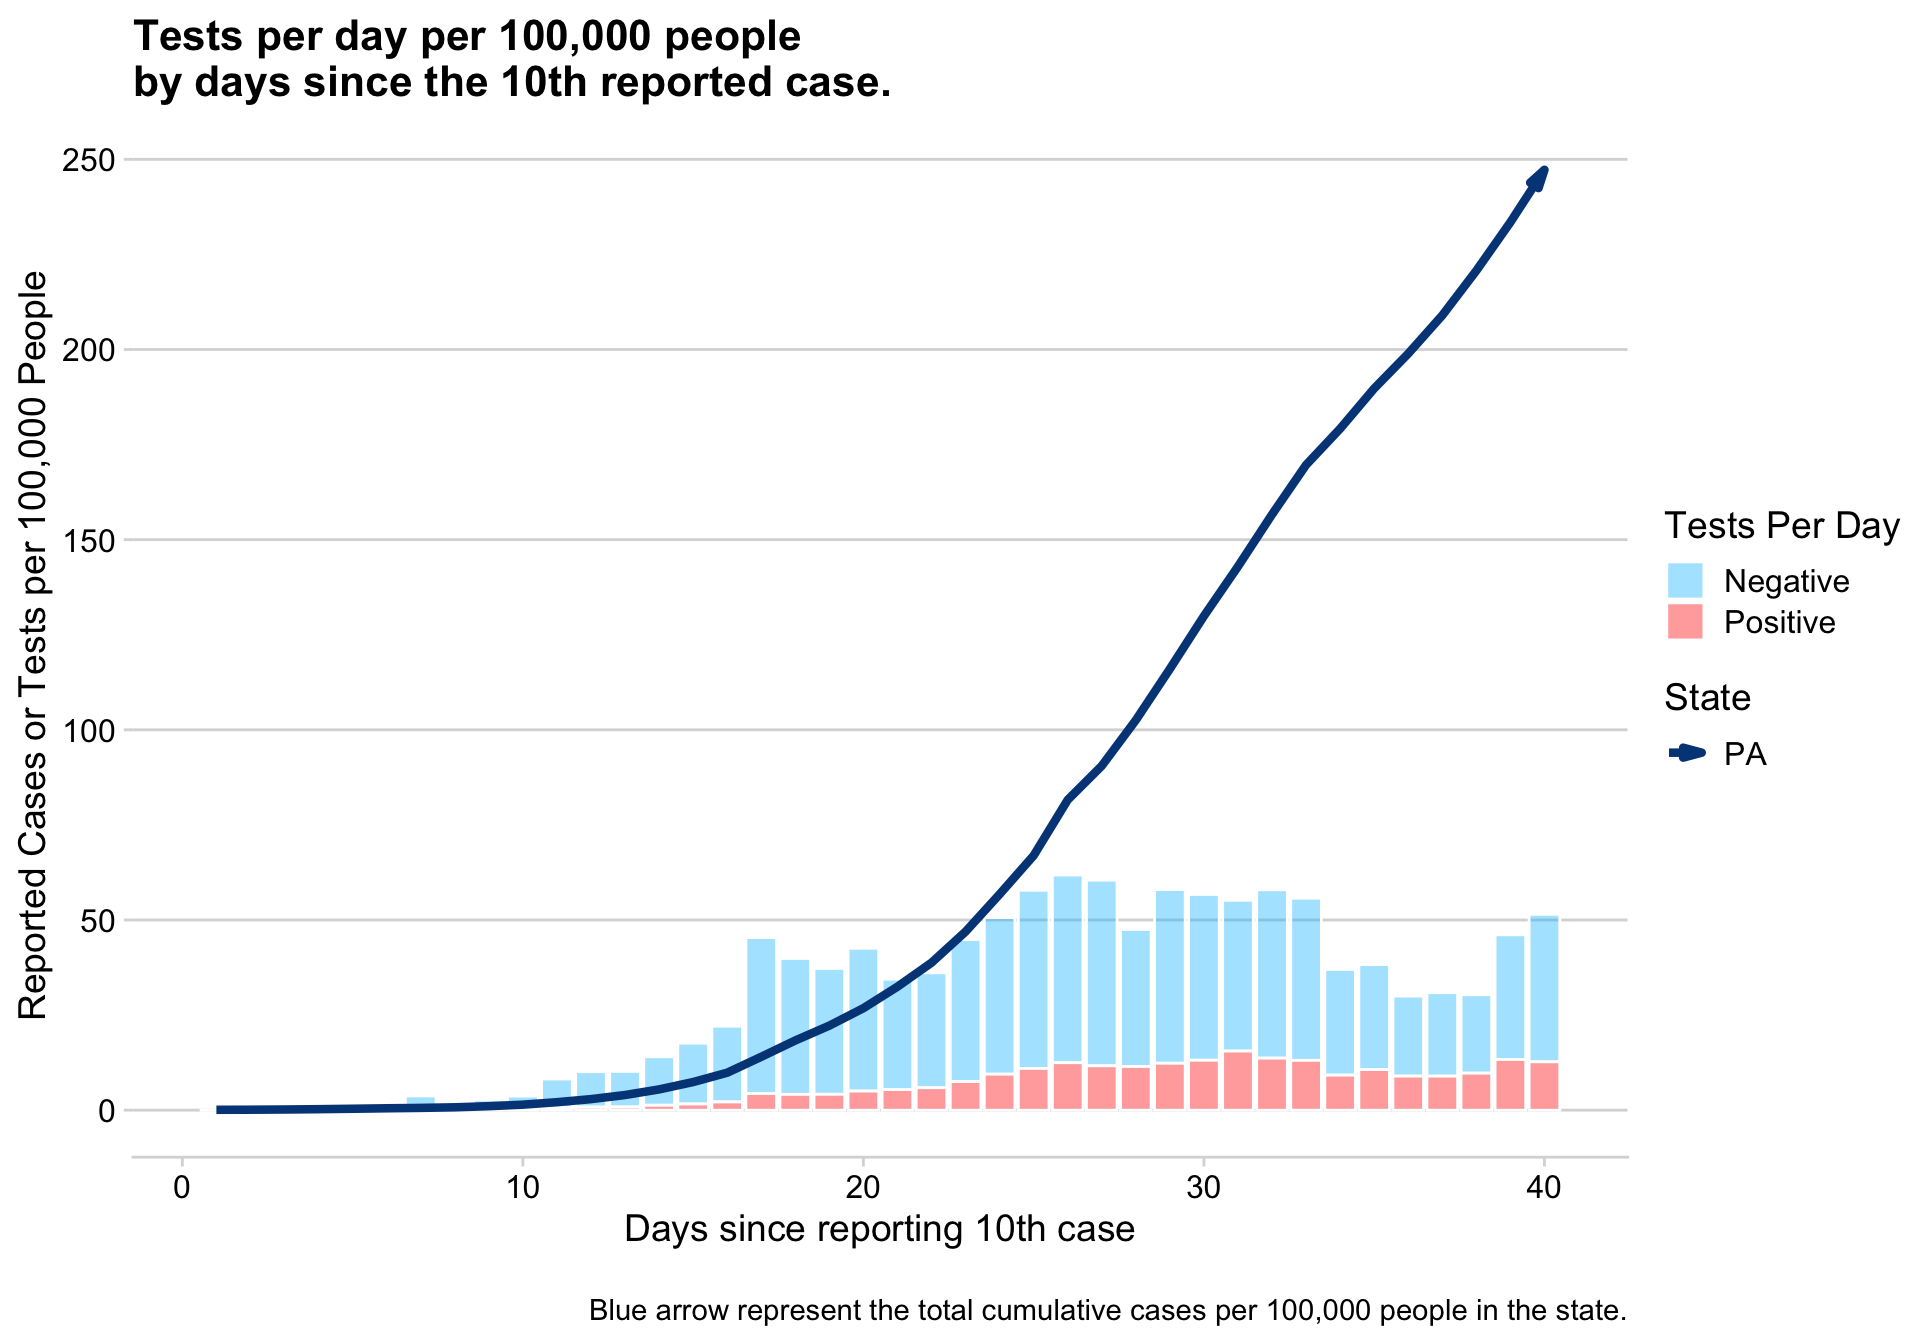 Tests per day per 100,000 people
by days since the 10th reported case.
Reported Cases or Tests per 100,000 People
250
200
150
100
50
0
0
10
20
30
40
Days since reporting 10th case
Tests Per Day
Negative
Positive
State
PA
Blue arrow represent the total cumulative cases per 100,000 people in the state.